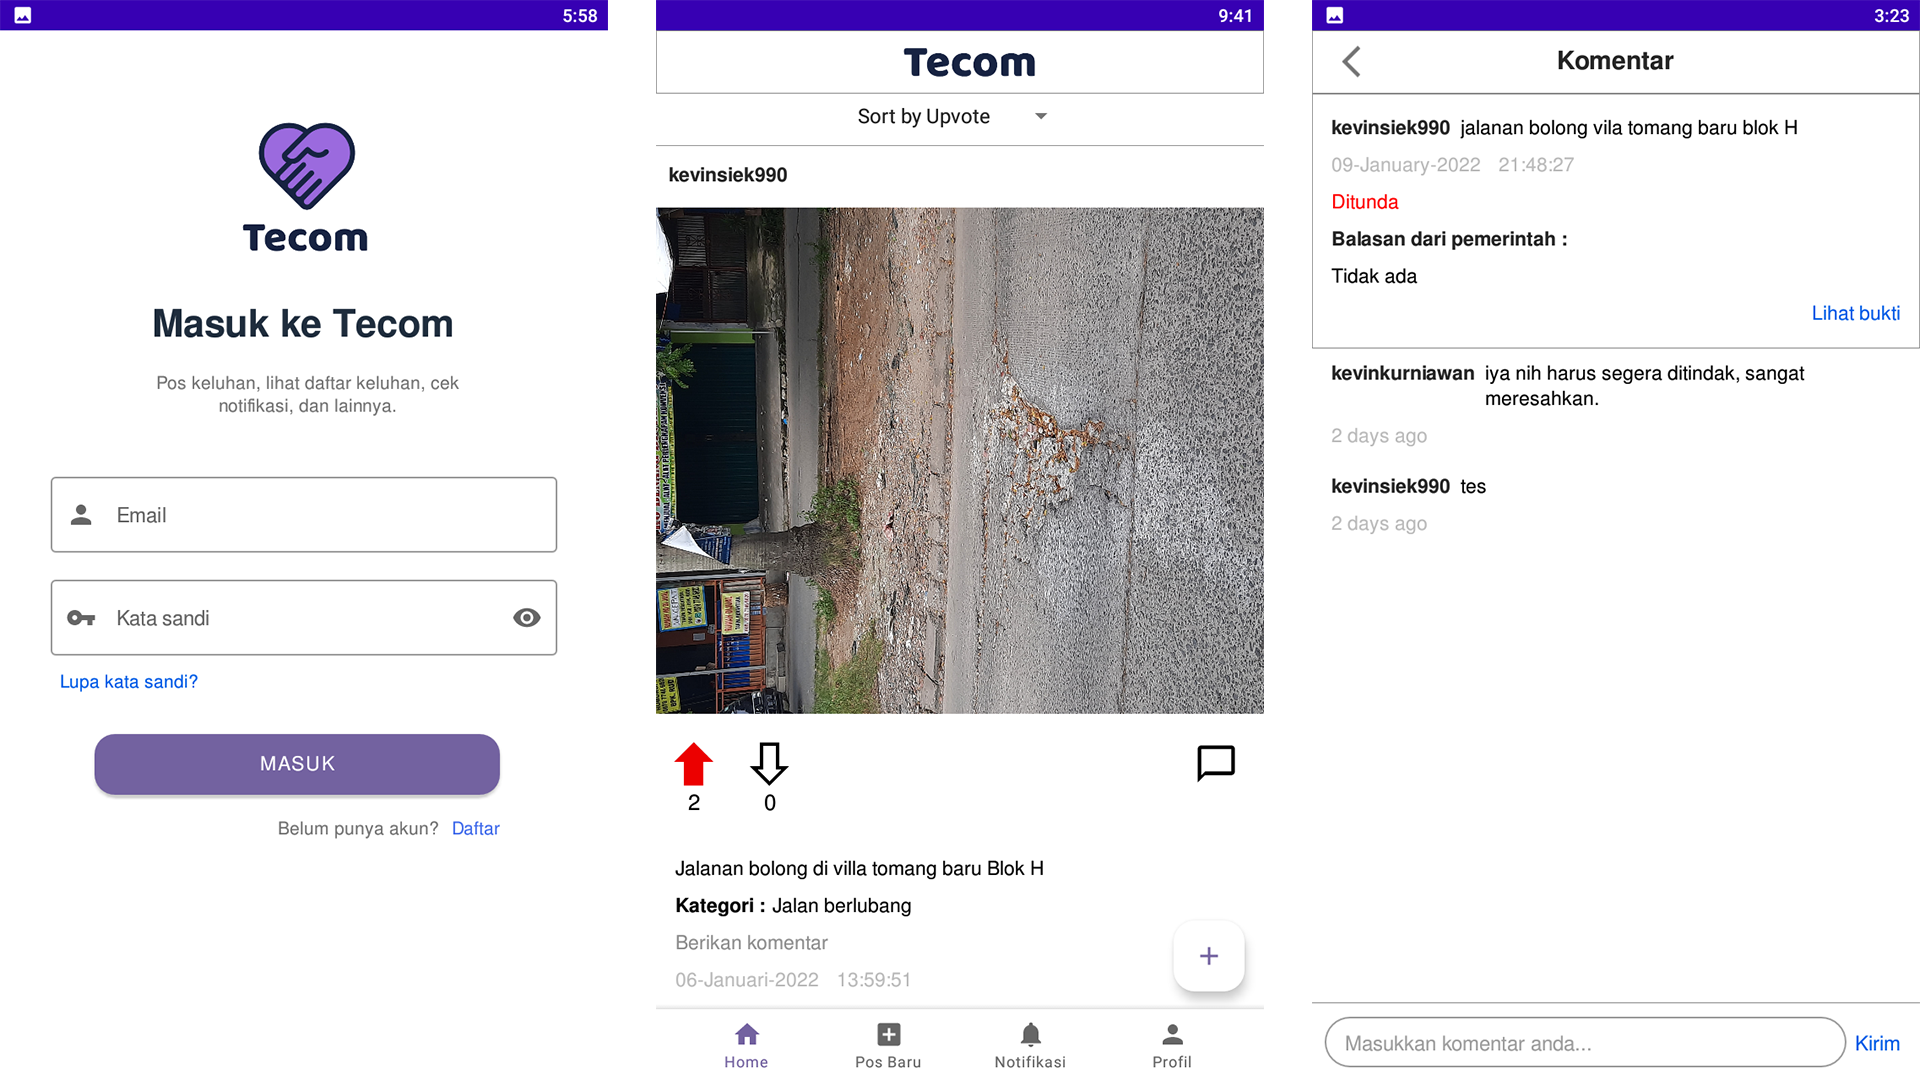 5:58
Tecom
Masuk ke Tecom
Pos keluhan, lihat daftar keluhan, cek
notifikasi, dan lainnya.
Email
Kata sandi
Lupa kata sandi?
MASUK
Belum punya akun? Daftar
9:41
Tecom
Sort by Upvote
kevinsiek990
2
0
Jalanan bolong di villa tomang baru Blok H
Kategori : Jalan berlubang
Berikan komentar
06-Januari-2022 13:59:51
+
Home
Pos Baru
Notifikasi
Profil
3:23
Komentar
kevinsiek990 jalanan bolong vila tomang baru blok H
09-January-2022 21:48:27
Ditunda
Balasan dari pemerintah :
Tidak ada
Lihat bukti
kevinkurniawan iya nih harus segera ditindak, sangat
meresahkan.
2 days ago
kevinsiek990 tes
2 days ago
Masukkan komentar anda...
Kirim